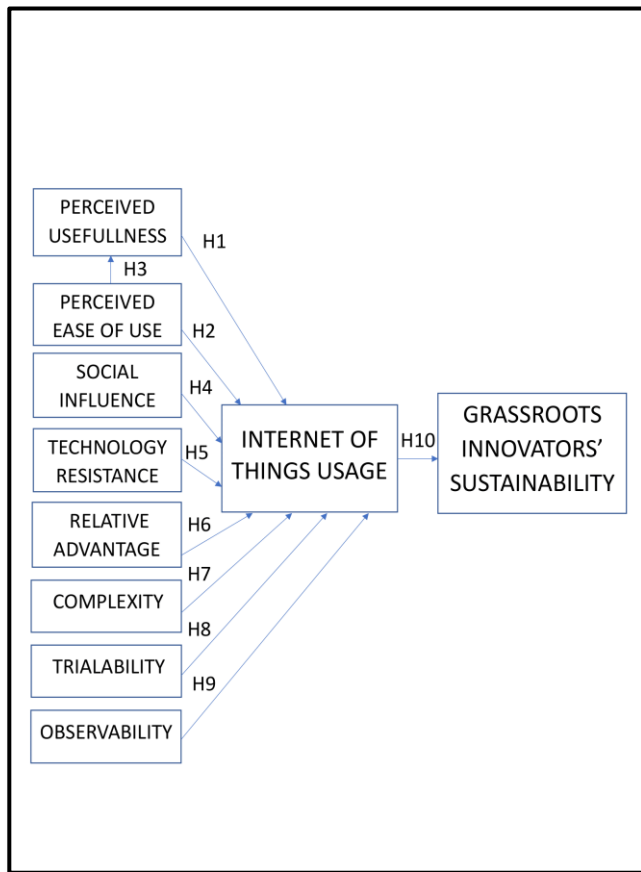 PERCEIVED
USEFULLNESS
H1
H3
PERCEIVED
EASE OF USE
H2
SOCIAL
INFLUENCE
H4
TECHNOLOGY
RESISTANCE
H5
RELATIVE
ADVANTAGE
H6
H7
COMPLEXITY
H8
TRIALABILITY
H9
OBSERVABILITY
INTERNET OF
THINGS USAGE
H10
GRASSROOTS
INNOVATORS’
SUSTAINABILITY